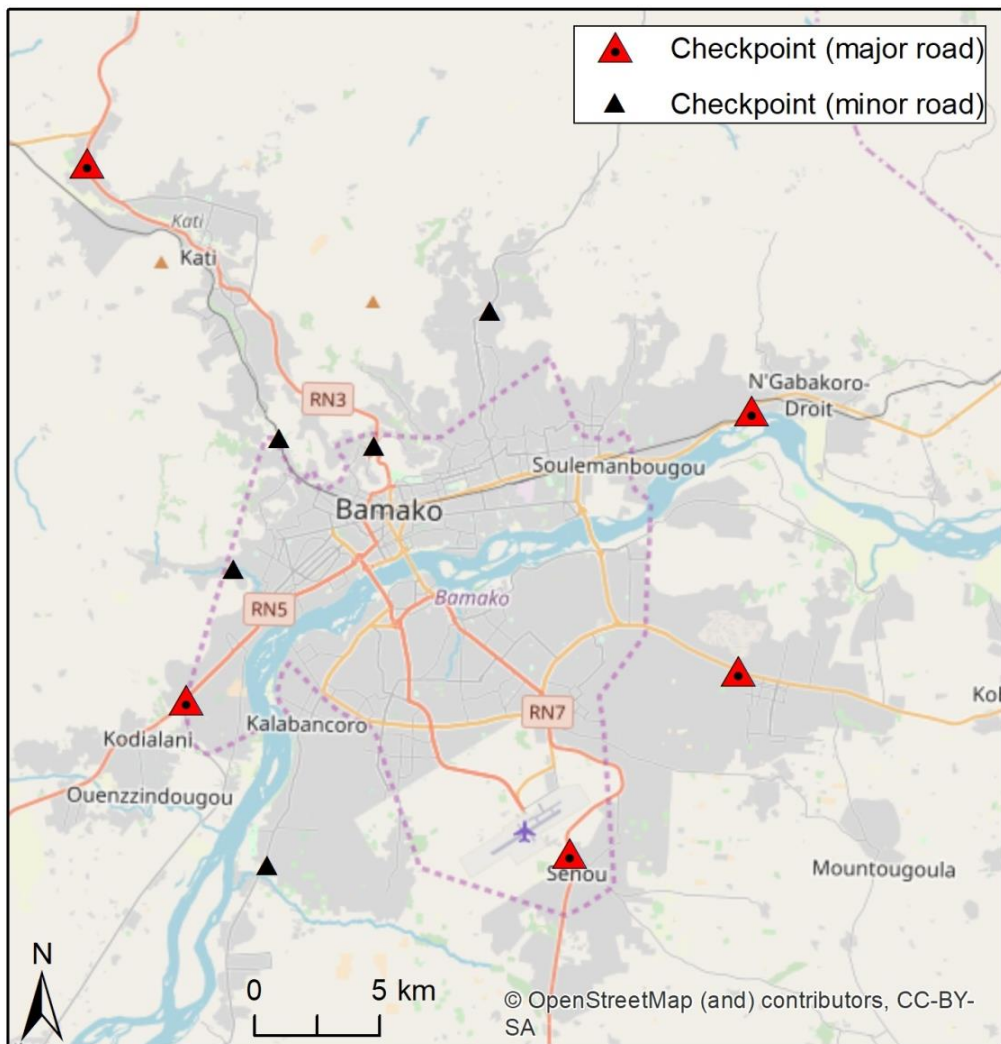 Checkpoint (major road)
Checkpoint (minor road)
Kati
Kati
RN3
N'Gabakoro-
Droit
Soulemanbougou
Bamako
Bamako
RN5
RN7
Kalabancoro
Kodialani
Ouenzzindougou
Senou
Mountougoula
N
0
5 km
© OpenStreetMap (and) contributors, CC-BY-
SA